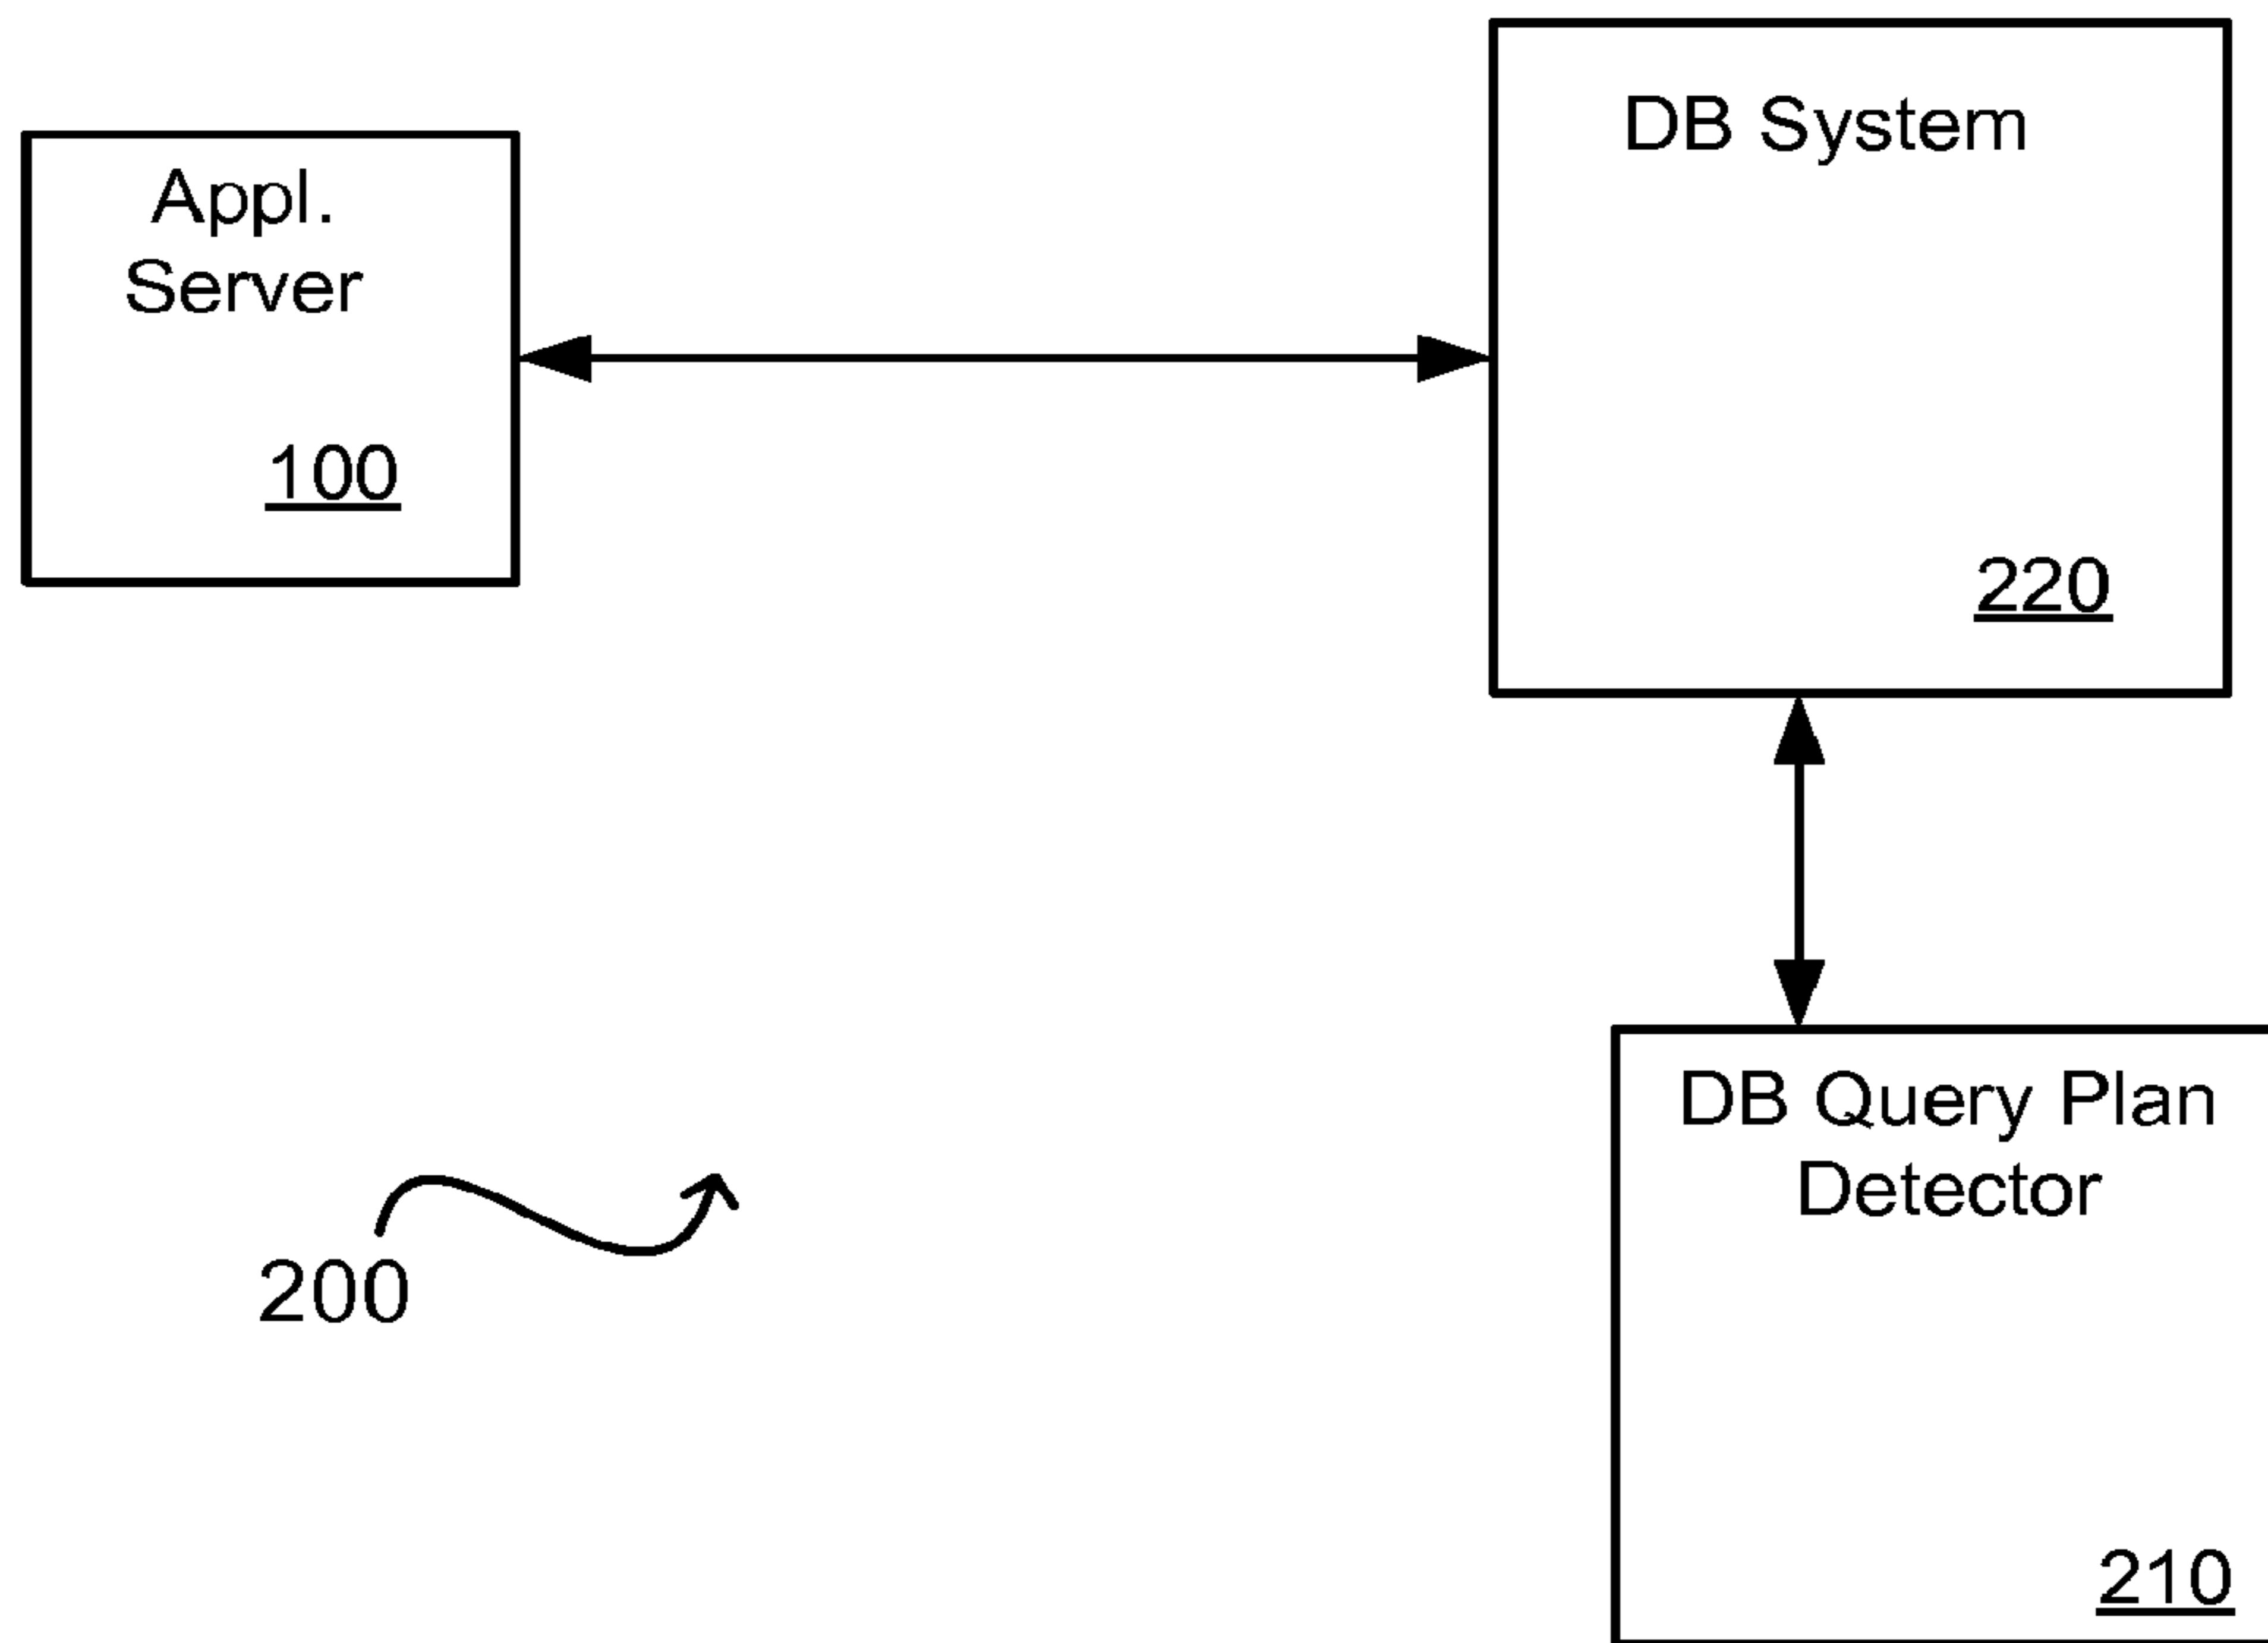 Appl.
Server
100
DB System
220
DB Query Plan
Detector
210
200